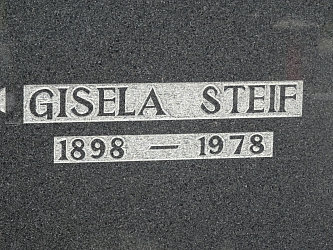 GISELA STEIF
1898 — 1978